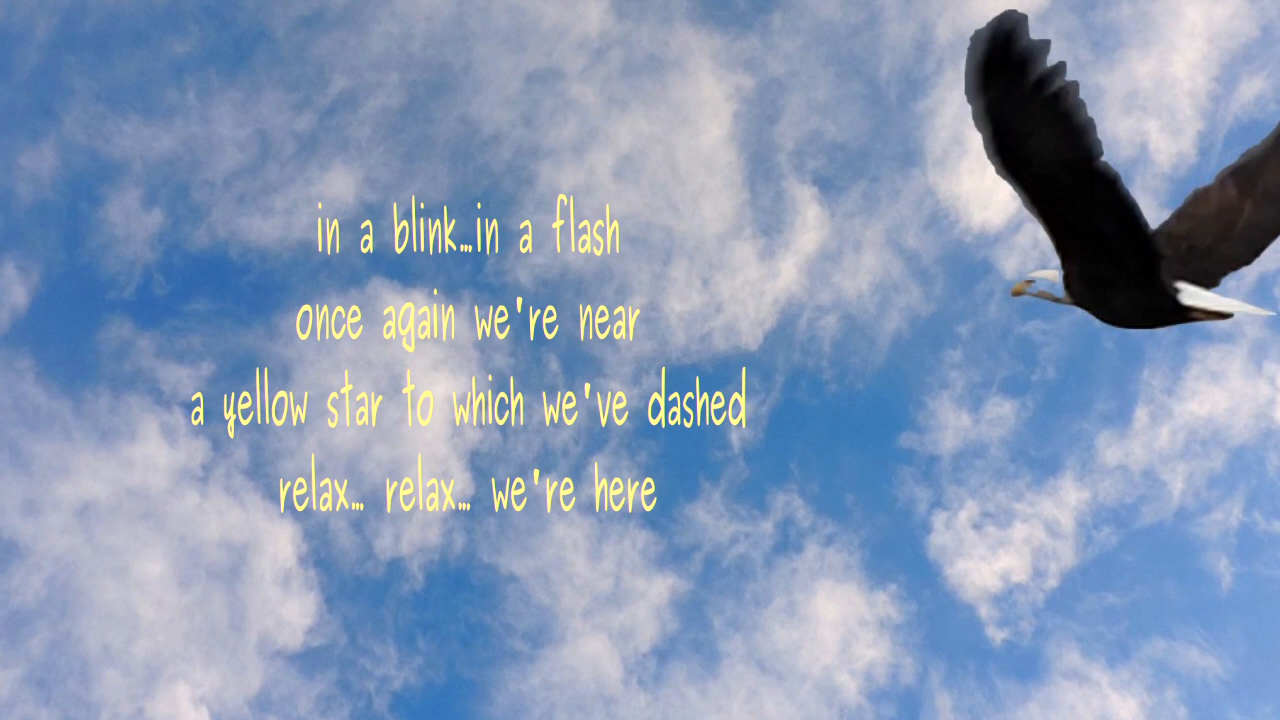 in a blink...in a flash
once again we're near
a yellow star to which we've dashed
relax... relax... we're here